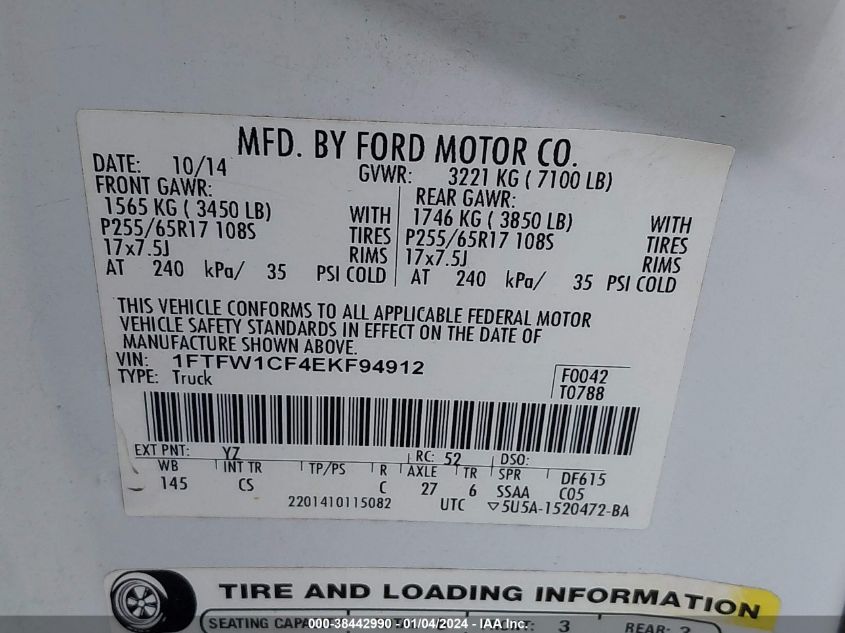 MFD. BY FORD MOTOR CO.
DATE: 10/14 GVWR: 3221 KG ( 7100 LB)
FRONT GAWR: REAR GAWR:
1565 KG ( 3450 LB) WITH 1746 KG ( 3850 LB) WITH
P255/65R17 108S TIRES P255/65R17 108S TIRES
17x7.5J RIMS 17x7.5J RIMS
AT 240 kPa/ 35 PSI COLD AT 240 kPa/ 35 PSI COLD
THIS VEHICLE CONFORMS TO ALL APPLICABLE FEDERAL MOTOR
VEHICLE SAFETY STANDARDS IN EFFECT ON THE DATE OF
MANUFACTURE SHOWN ABOVE.
VIN: 1FTFW1CF4EKF94912 F0042
TYPE: Truck T0788
EXT PNT: YZ RC: 52 DSO:
WB INT TR TP/PS R AXLE TR SPR DF615
145 CS C 27 6 SSAA C05
2201410115082 UTC ▽5U5A-1520472-BA
TIRE AND LOADING INFORMATION
SEATING 3 REAR:
000-38442990 - 01/04/2024 - IAA Inc.